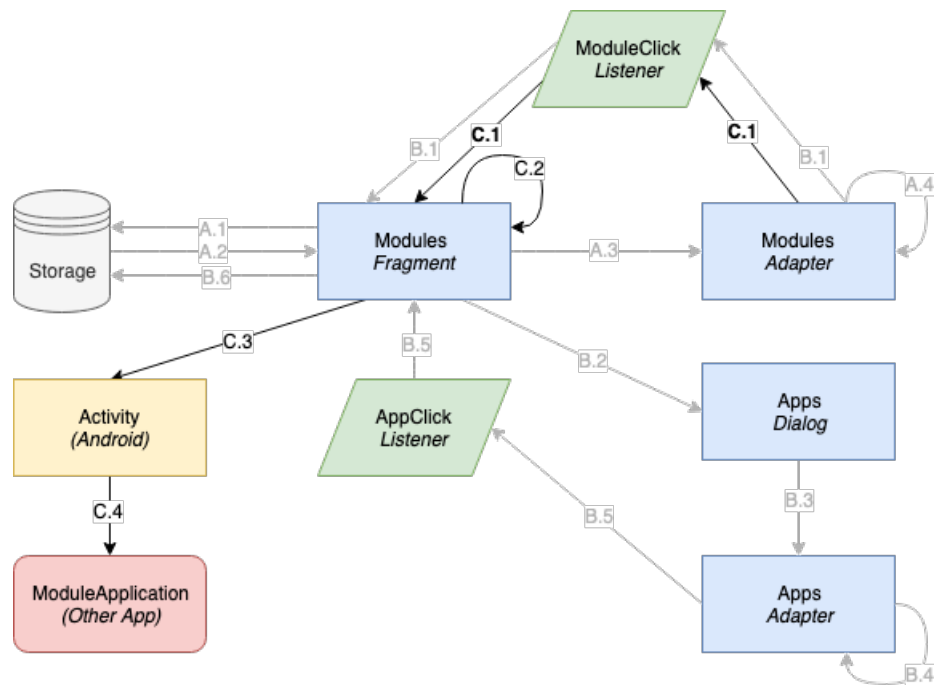 ModuleClick
Listener
B.1
C.1
C.1
B.1
C.2
A.4
A.1
A.2
B.6
Storage
Modules
Fragment
A.3
Modules
Adapter
C.3
B.5
B.2
Activity
(Android)
AppClick
Listener
Apps
Dialog
C.4
B.5
B.3
ModuleApplication
(Other App)
Apps
Adapter
B.4